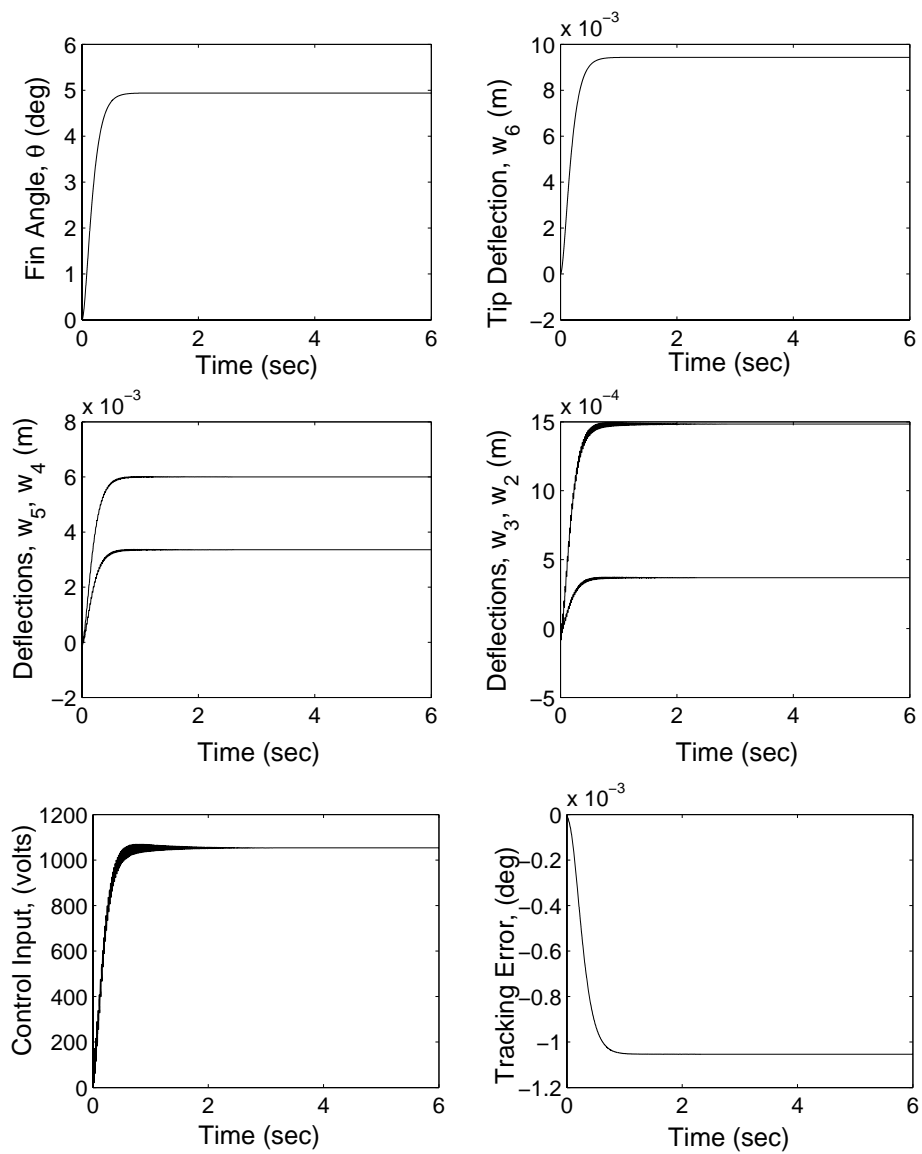 6
5
4
3
2
1
0
Fin Angle, θ (deg)
0 2 4 6
Time (sec)
x 10⁻³
10
8
6
4
2
0
−2
Tip Deflection, w₆ (m)
0 2 4 6
Time (sec)
x 10⁻³
8
6
4
2
0
−2
Deflections, w₅, w₄ (m)
0 2 4 6
Time (sec)
x 10⁻⁴
15
10
5
0
−5
Deflections, w₃, w₂ (m)
0 2 4 6
Time (sec)
1200
1000
800
600
400
200
0
Control Input, (volts)
0 2 4 6
Time (sec)
x 10⁻³
0
−0.2
−0.4
−0.6
−0.8
−1
−1.2
Tracking Error, (deg)
0 2 4 6
Time (sec)